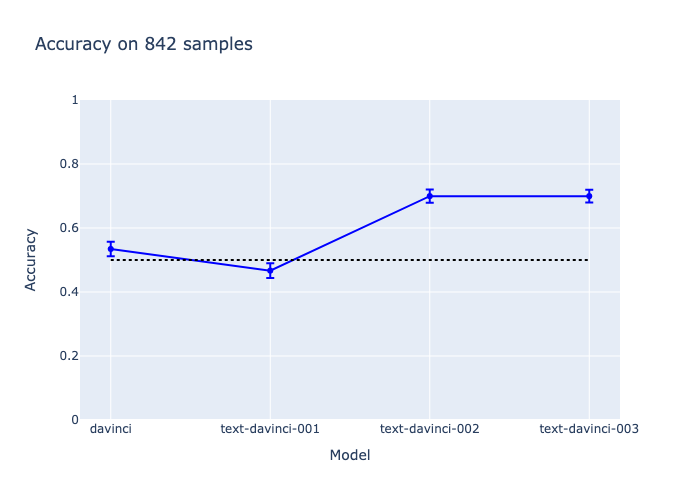 Accuracy on 842 samples
1
0.8
0.6
0.4
0.2
0
Accuracy
davinci
text-davinci-001
text-davinci-002
text-davinci-003
Model